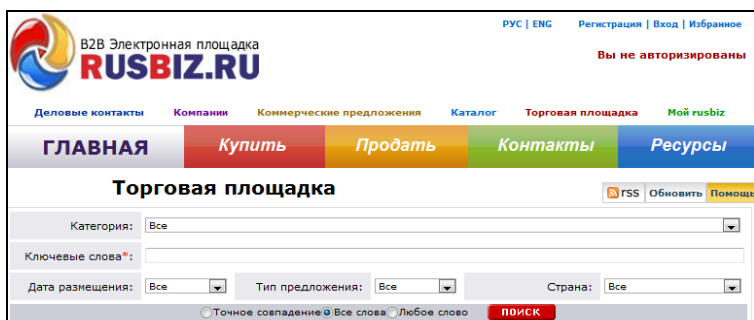 РУС | ENG Регистрация | Вход | Избранное
B2B Электронная площадка
RUSBIZ.RU
Вы не авторизированы
Деловые контакты Компании Коммерческие предложения Каталог Торговая площадка Мой rusbiz
ГЛАВНАЯ Купить Продать Контакты Ресурсы
Торговая площадка
rss Обновить Помощь
Категория: Все
Ключевые слова*:
Дата размещения: Все Тип предложения: Все Страна: Все
Точное совпадение Все слова Любое слово ПОИСК